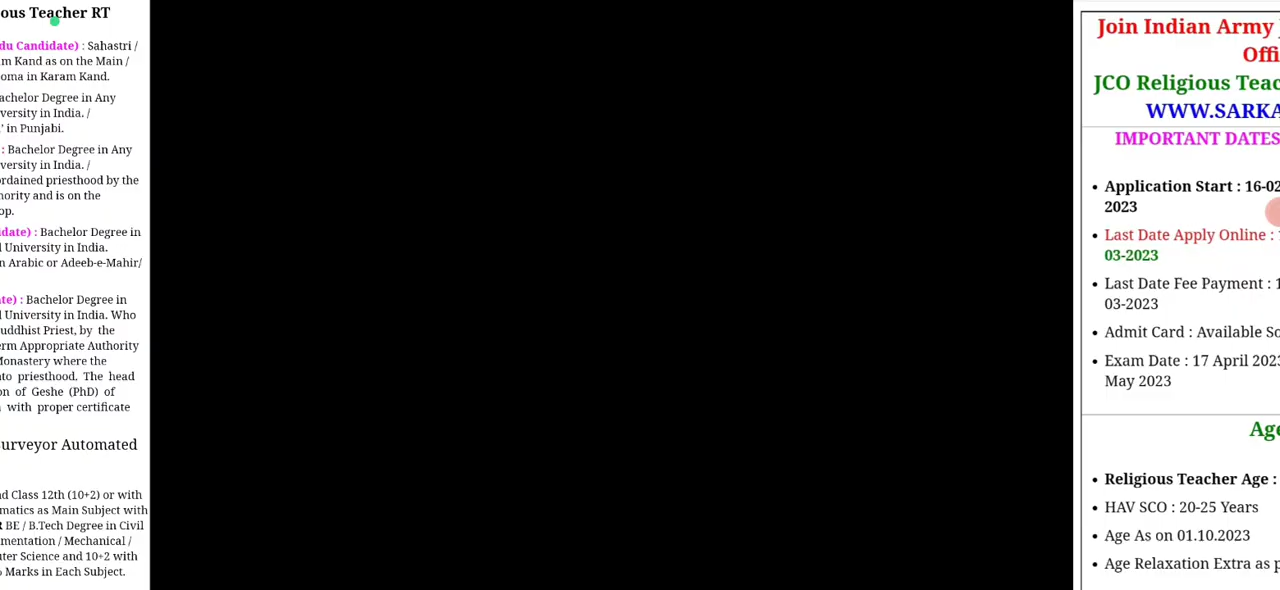 ous Teacher RT
du Candidate) : Sahastri /
m Kand as on the Main /
oma in Karam Kand.
achelor Degree in Any
versity in India. /
' in Punjabi.
: Bachelor Degree in Any
versity in India. /
rdained priesthood by the
hority and is on the
op.
idate) : Bachelor Degree in
l University in India.
n Arabic or Adeeb-e-Mahir/
ate) : Bachelor Degree in
l University in India. Who
uddhist Priest, by the
erm Appropriate Authority
Monastery where the
nto priesthood. The head
on of Geshe (PhD) of
with proper certificate
urveyor Automated
nd Class 12th (10+2) or with
matics as Main Subject with
R BE / B.Tech Degree in Civil
mentation / Mechanical /
uter Science and 10+2 with
Marks in Each Subject.
Join Indian Army
Offi
JCO Religious Teac
WWW.SARKA
IMPORTANT DATES
• Application Start : 16-02
2023
• Last Date Apply Online :
03-2023
• Last Date Fee Payment : 1
03-2023
• Admit Card : Available So
• Exam Date : 17 April 2023
May 2023
Age
• Religious Teacher Age :
• HAV SCO : 20-25 Years
• Age As on 01.10.2023
• Age Relaxation Extra as p